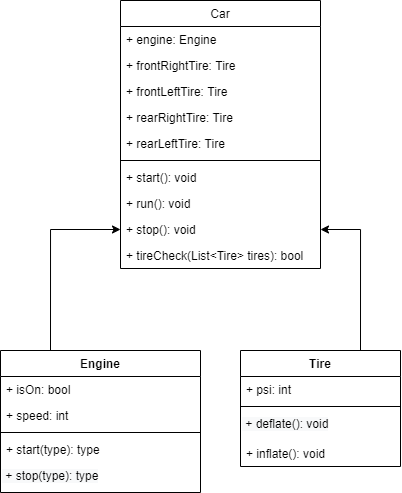 Car
+ engine: Engine
+ frontRightTire: Tire
+ frontLeftTire: Tire
+ rearRightTire: Tire
+ rearLeftTire: Tire
+ start(): void
+ run(): void
+ stop(): void
+ tireCheck(List<Tire> tires): bool
Engine
+ isOn: bool
+ speed: int
+ start(type): type
+ stop(type): type
Tire
+ psi: int
+ deflate(): void
+ inflate(): void